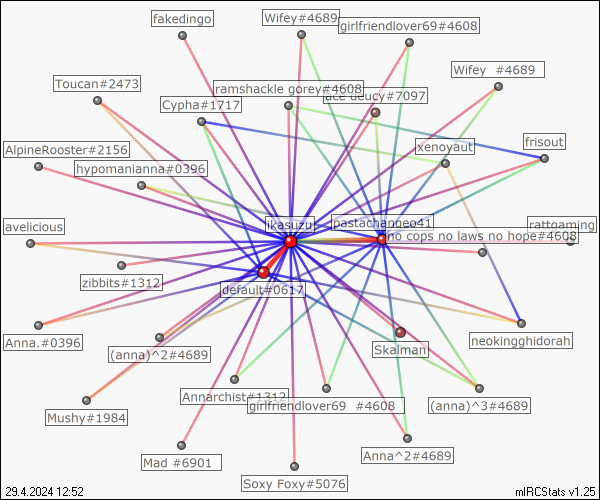 fakedingo
Wifey#4689
girlfriendlover69#4608
Toucan#2473
ramshackle gorey#4608
Wifey  #4689
Cypha#1717
ace deucy#7097
AlpineRooster#2156
xenoyaut
frisout
hypomanianna#0396
avelicious
jkasuzu
pastachangeo41
rattgaming
no cops no laws no hope#4608
zibbits#1312
default#0617
Anna.#0396
(anna)^2#4689
Skalman
neokingghidorah
Annarchist#1312
girlfriendlover69  #4608
(anna)^3#4689
Mushy#1984
Mad #6901
Anna^2#4689
Soxy Foxy#5076
29.4.2024 12:52
mIRCStats v1.25